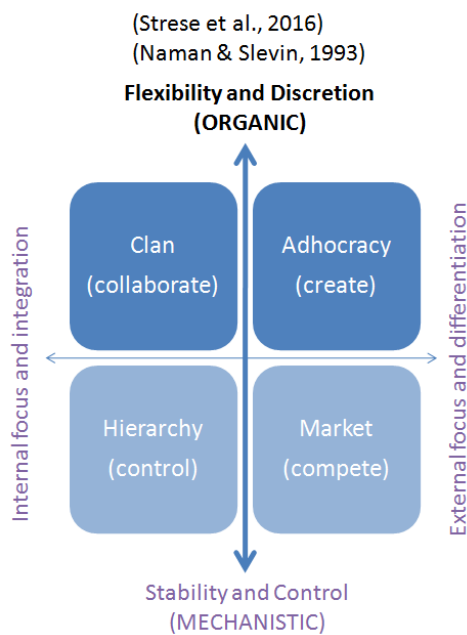 (Strese et al., 2016)
(Naman & Slevin, 1993)
Flexibility and Discretion
(ORGANIC)
Internal focus and integration
Clan
(collaborate)
Adhocracy
(create)
External focus and differentiation
Hierarchy
(control)
Market
(compete)
Stability and Control
(MECHANISTIC)